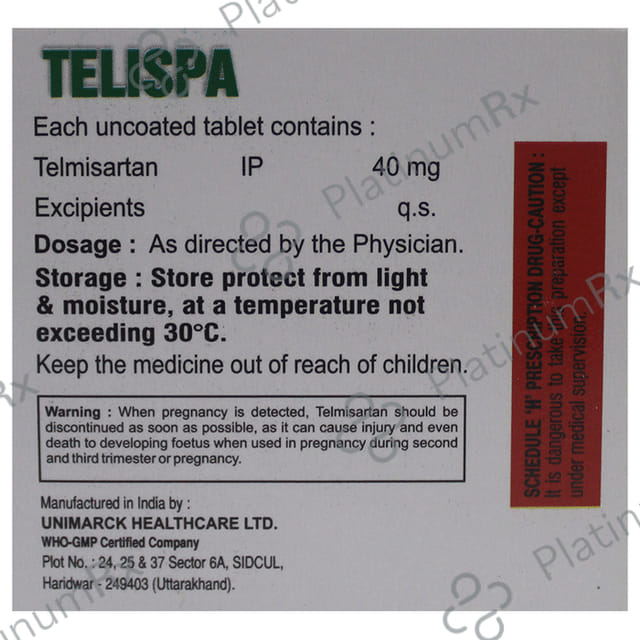 TELISPA
Each uncoated tablet contains :
Telmisartan IP 40 mg
Excipients q.s.
Dosage : As directed by the Physician.
Storage : Store protect from light
& moisture, at a temperature not
exceeding 30°C.
Keep the medicine out of reach of children.
Warning : When pregnancy is detected, Telmisartan should be
discontinued as soon as possible, as it can cause injury and even
death to developing foetus when used in pregnancy during second
and third trimester or pregnancy.
Manufactured in India by :
UNIMARCK HEALTHCARE LTD.
WHO-GMP Certified Company
Plot No. : 24, 25 & 37 Sector 6A, SIDCUL,
Haridwar - 249403 (Uttarakhand).
SCHEDULE 'H' PRESCRIPTION DRUG-CAUTION :
It is dangerous to take this preparation except
under medical supervision.
PlatinumRx
PlatinumRx
PlatinumRx
PlatinumRx
PlatinumRx